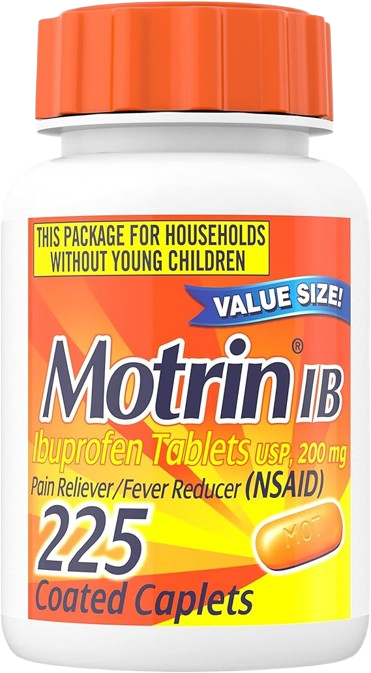 THIS PACKAGE FOR HOUSEHOLDS
WITHOUT YOUNG CHILDREN
VALUE SIZE!
Motrin® IB
Ibuprofen Tablets USP, 200 mg
Pain Reliever/Fever Reducer (NSAID)
225
MOT
Coated Caplets